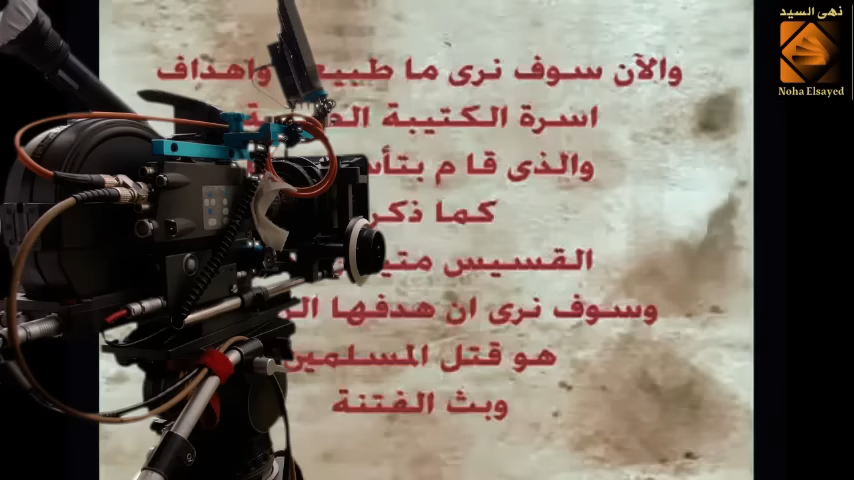 نهى السيد
Noha Elsayed
والآن سوف نرى ما واهداف
اسرة الكتيبة
والذى قا م
كما
القسيس
وسوف نرى ان هدفها
هو قتل المسلمين
وبث الفتنة